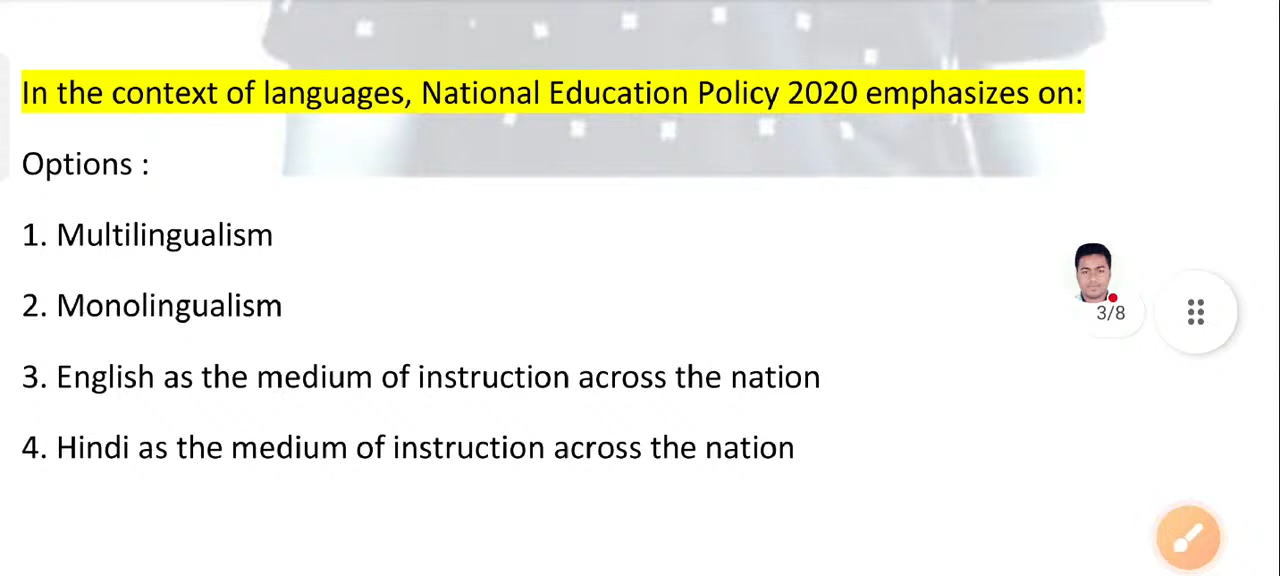 In the context of languages, National Education Policy 2020 emphasizes on:
Options :
1. Multilingualism
2. Monolingualism
3/8
3. English as the medium of instruction across the nation
4. Hindi as the medium of instruction across the nation